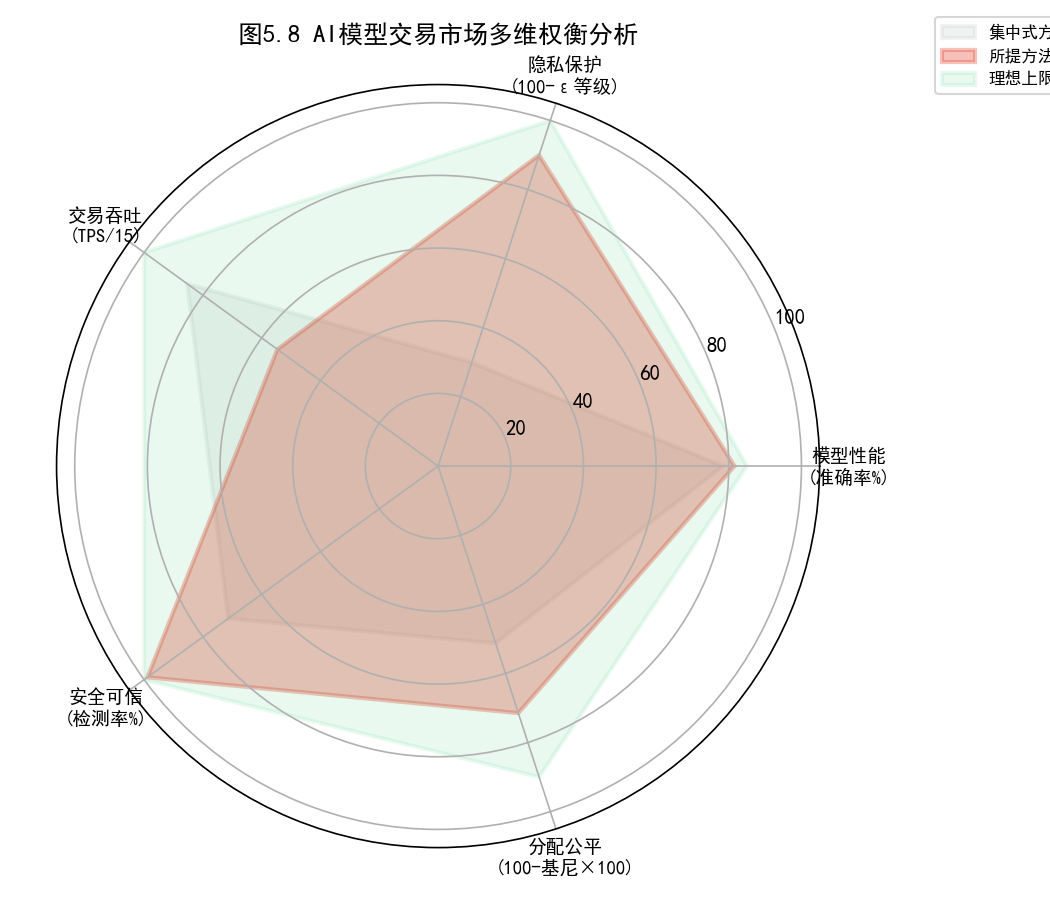 图5.8 AI模型交易市场多维权衡分析
集中式方
所提方法
理想上限
隐私保护
(100-ε等级)
交易吞吐
(TPS/15)
100
80
60
40
20
模型性能
(准确率%)
安全可信
(检测率%)
分配公平
(100-基尼×100)